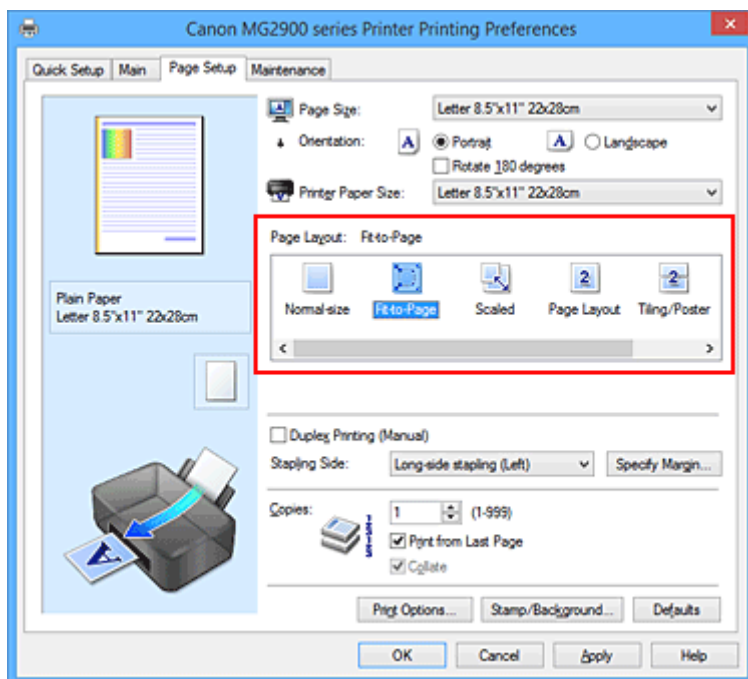 Canon MG2900 series Printer Printing Preferences
Quick Setup Main Page Setup Maintenance
Page Size: Letter 8.5"x11" 22x28cm
Orientation: A Portrait A Landscape
Rotate 180 degrees
Printer Paper Size: Letter 8.5"x11" 22x28cm
Page Layout: Fit-to-Page
2 2
Normal-size Fit-to-Page Scaled Page Layout Tiling/Poster
Plain Paper
Letter 8.5"x11" 22x28cm
Duplex Printing (Manual)
Stapling Side: Long-side stapling (Left) Specify Margin...
Copies: 1 (1-999)
Print from Last Page
Collate
A
Print Options... Stamp/Background... Defaults
OK Cancel Apply Help